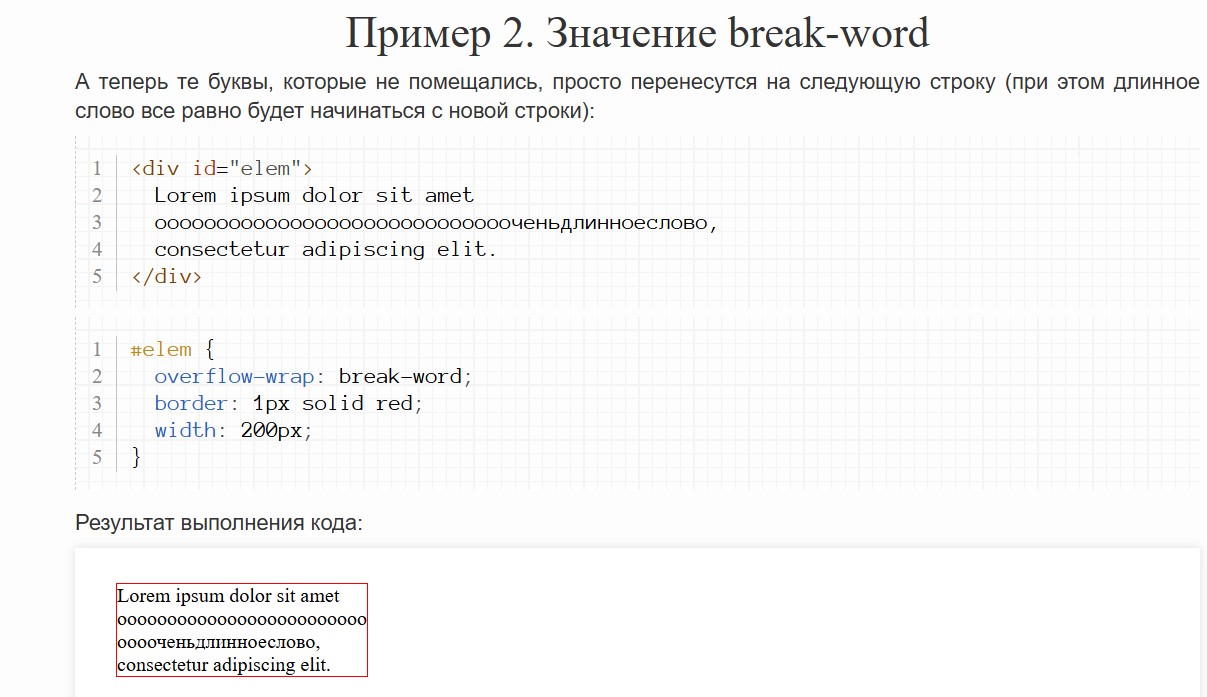 Пример 2. Значение break-word
А теперь те буквы, которые не помещались, просто перенесутся на следующую строку (при этом длинное
слово все равно будет начинаться с новой строки):
1 <div id="elem">
2 Lorem ipsum dolor sit amet
3 ооооооооооооооооооооооооооооооченьдлинноеслово,
4 consectetur adipiscing elit.
5 </div>
1 #elem {
2 overflow-wrap: break-word;
3 border: 1px solid red;
4 width: 200px;
5 }
Результат выполнения кода:
Lorem ipsum dolor sit amet
ооооооооооооооооооооооооо
ооооченьдлинноеслово,
consectetur adipiscing elit.